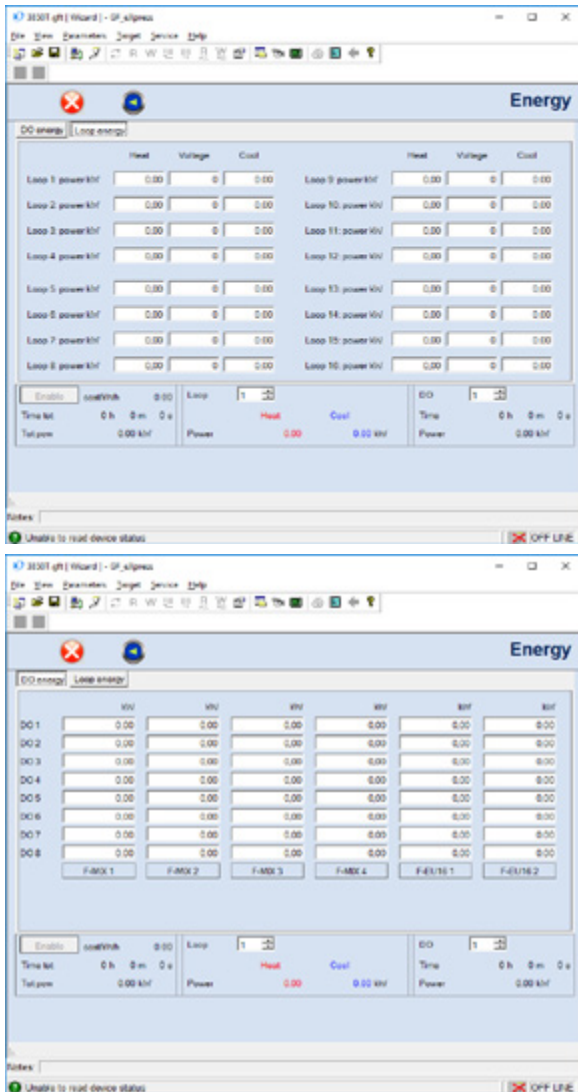 3850T.gft [ Wizard ] - GF_eXpress
File View Parameters Target Service Help
Energy
DO energy Loop energy
Heat Voltage Cool Heat Voltage Cool
Loop 1: power kW 0,00 0 0,00 Loop 9: power kW 0,00 0 0,00
Loop 2: power kW 0,00 0 0,00 Loop 10: power kW 0,00 0 0,00
Loop 3: power kW 0,00 0 0,00 Loop 11: power kW 0,00 0 0,00
Loop 4: power kW 0,00 0 0,00 Loop 12: power kW 0,00 0 0,00
Loop 5: power kW 0,00 0 0,00 Loop 13: power kW 0,00 0 0,00
Loop 6: power kW 0,00 0 0,00 Loop 14: power kW 0,00 0 0,00
Loop 7: power kW 0,00 0 0,00 Loop 15: power kW 0,00 0 0,00
Loop 8: power kW 0,00 0 0,00 Loop 16: power kW 0,00 0 0,00
Enable cost/kWh 0.00 Loop 1 DO 1
Time tot 0 h 0 m 0 s Heat Cool Time 0 h 0 m 0 s
Tot pow 0.00 kW Power 0.00 0.00 kW Power 0.00 kW
Notes:
Unable to read device status OFF LINE
3850T.gft [ Wizard ] - GF_eXpress
File View Parameters Target Service Help
Energy
DO energy Loop energy
kW kW kW kW kW kW
DO 1 0,00 0,00 0,00 0,00 0,00 0,00
DO 2 0,00 0,00 0,00 0,00 0,00 0,00
DO 3 0,00 0,00 0,00 0,00 0,00 0,00
DO 4 0,00 0,00 0,00 0,00 0,00 0,00
DO 5 0,00 0,00 0,00 0,00 0,00 0,00
DO 6 0,00 0,00 0,00 0,00 0,00 0,00
DO 7 0,00 0,00 0,00 0,00 0,00 0,00
DO 8 0,00 0,00 0,00 0,00 0,00 0,00
F-MIX 1 F-MIX 2 F-MIX 3 F-MIX 4 F-EU16 1 F-EU16 2
Enable cost/kWh 0.00 Loop 1 DO 1
Time tot 0 h 0 m 0 s Heat Cool Time 0 h 0 m 0 s
Tot pow 0.00 kW Power 0.00 0.00 kW Power 0.00 kW
Notes:
Unable to read device status OFF LINE